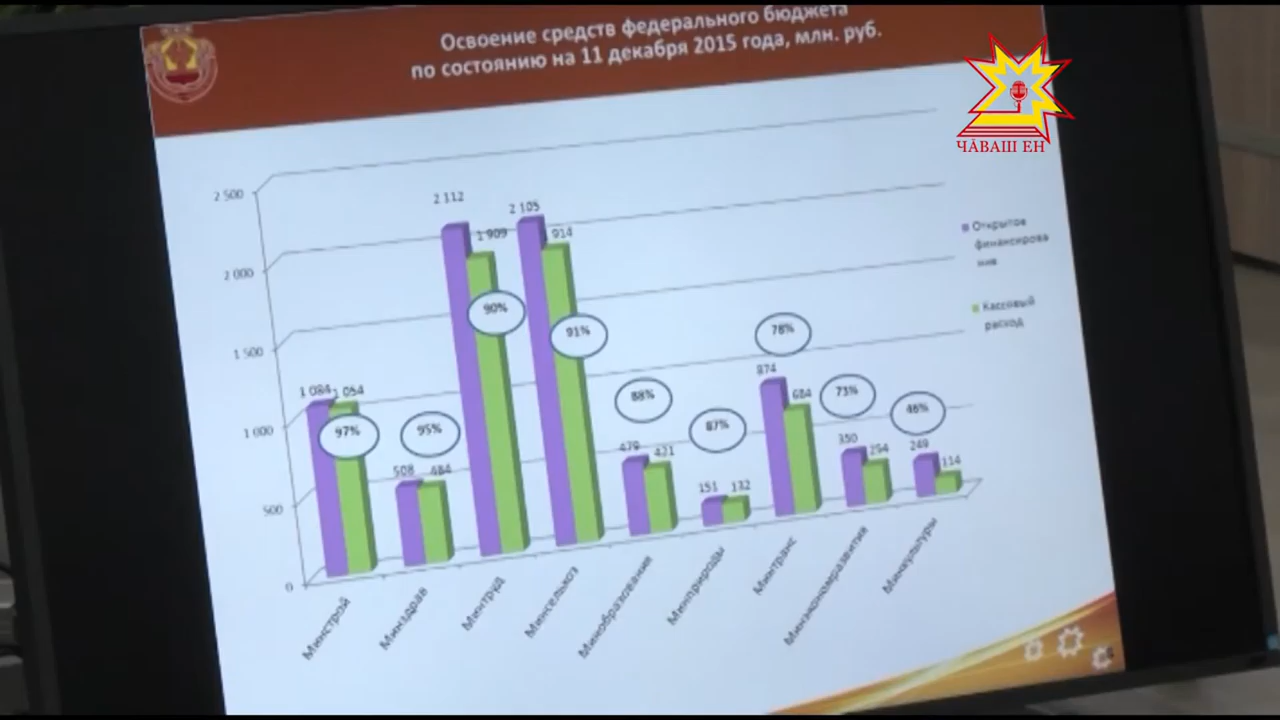 Освоение средств федерального бюджета
по состоянию на 11 декабря 2015 года, млн. руб.
ЧӐВАШ ЕН
2 500
2 000
1 500
1 000
500
0
2 112
1 909
2 105
914
1 084
1 054
508
484
479
421
151
132
874
684
350
254
249
114
97%
95%
90%
91%
88%
87%
78%
73%
46%
Открытое
финансирова
ние
Кассовый
расход
Минстрой
Минздрав
Минтруд
Минсельхоз
Минобразование
Минприроды
Минтранс
Минэкономразвития
Минкультуры